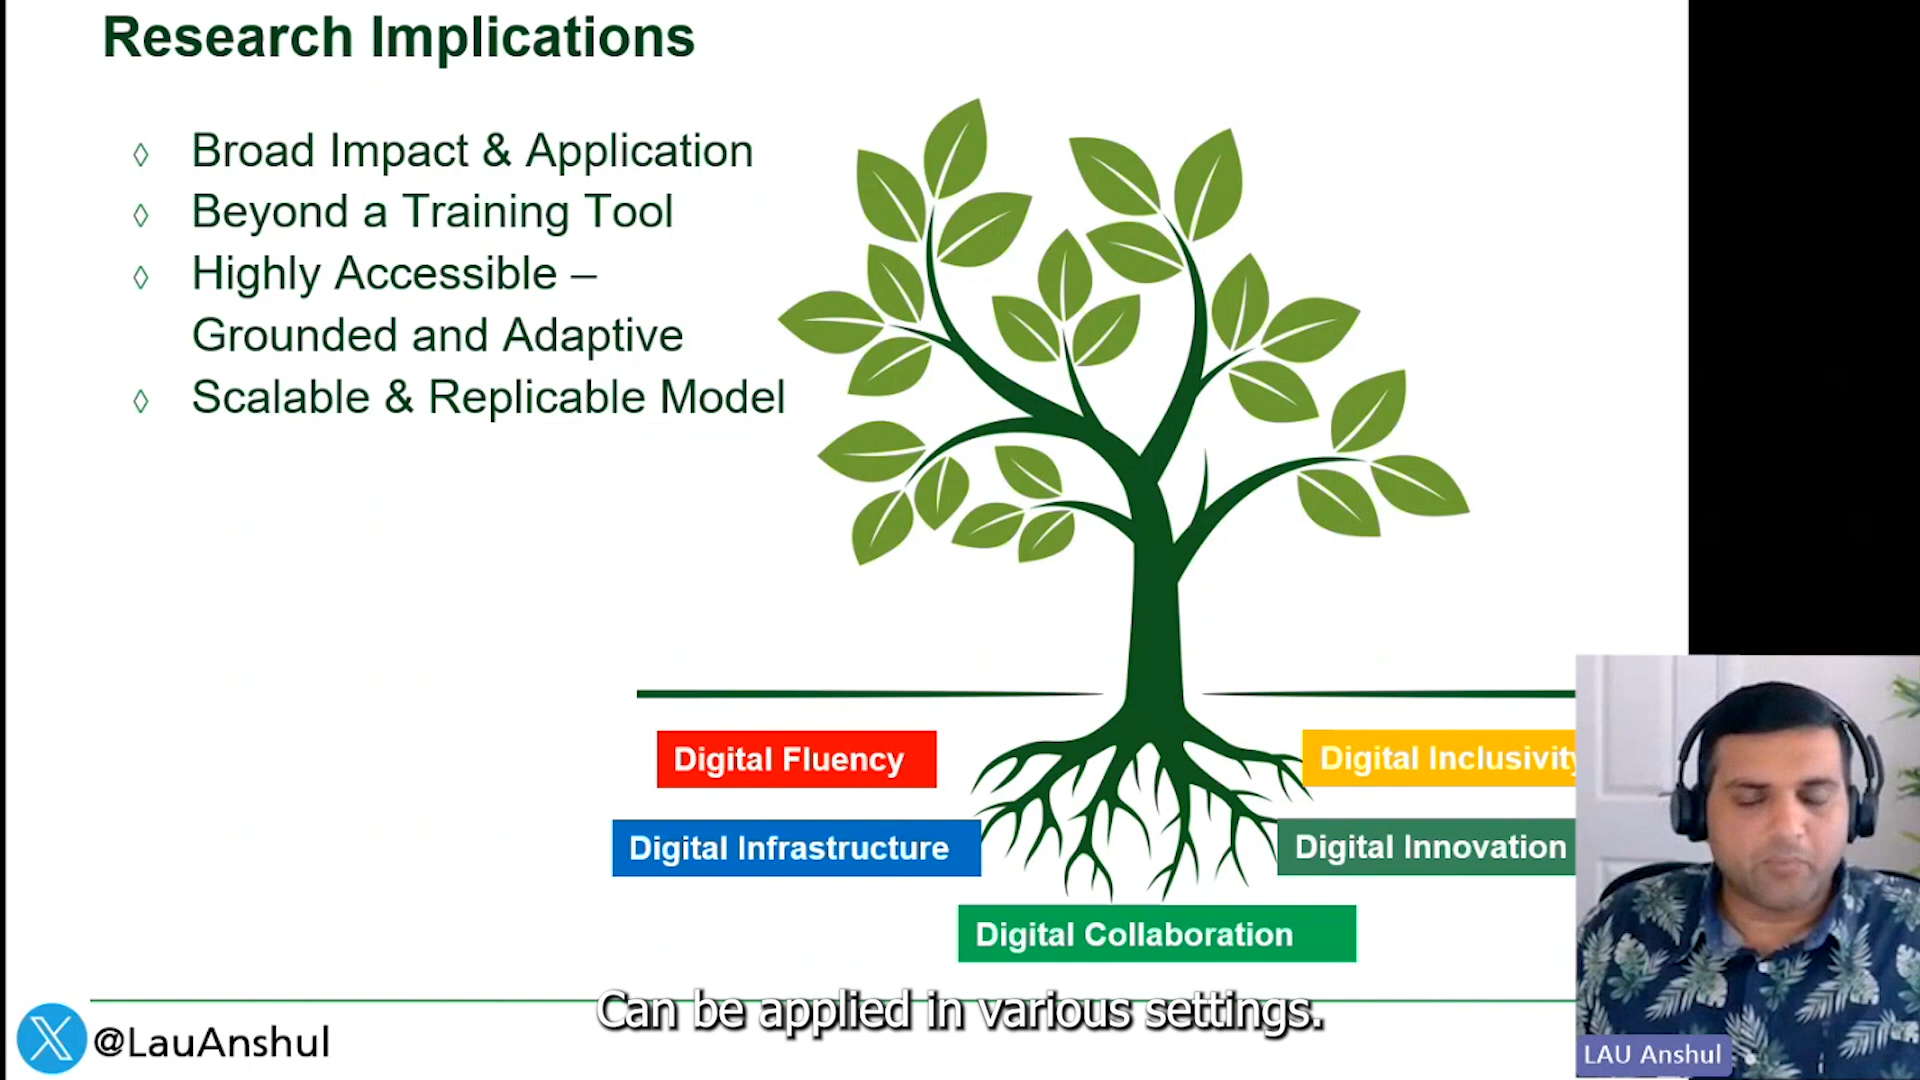 Research Implications
◊ Broad Impact & Application
◊ Beyond a Training Tool
◊ Highly Accessible –
Grounded and Adaptive
◊ Scalable & Replicable Model
Digital Fluency
Digital Inclusivity
Digital Infrastructure
Digital Innovation
Digital Collaboration
Can be applied in various settings.
@LauAnshul
LAU Anshul